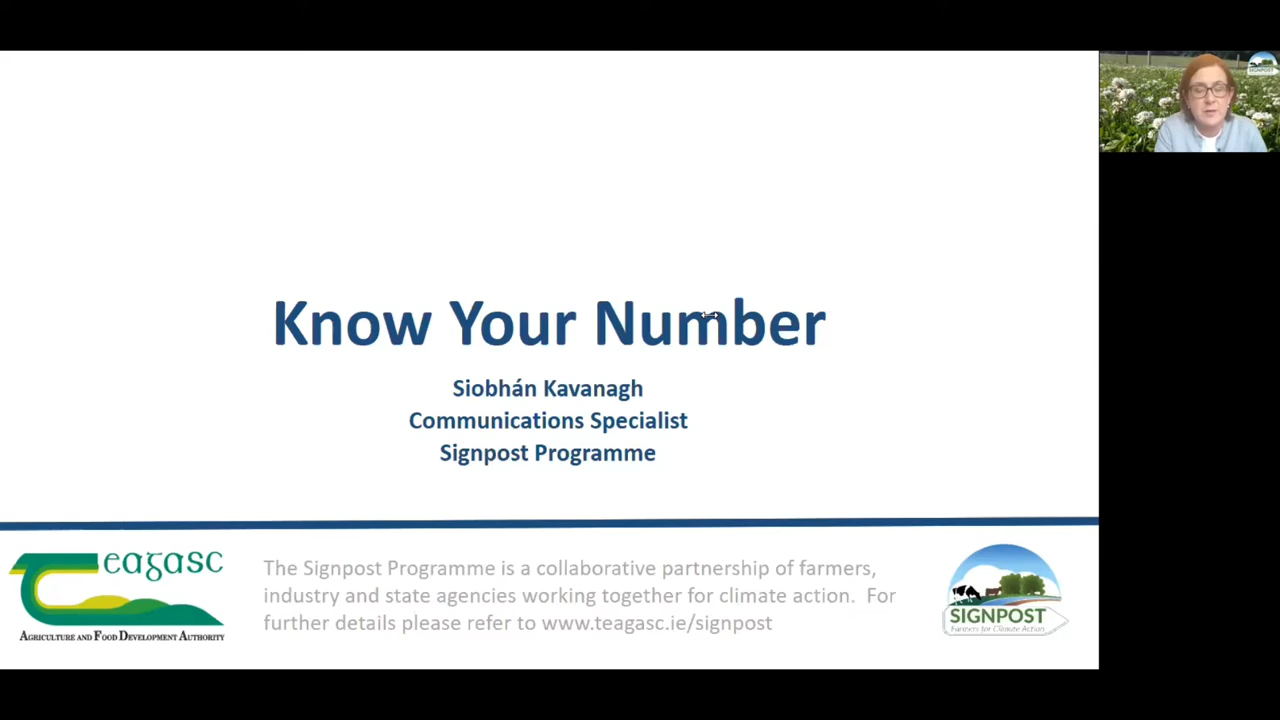 SIGNPOST
Know Your Number
Siobhán Kavanagh
Communications Specialist
Signpost Programme
Teagasc
AGRICULTURE AND FOOD DEVELOPMENT AUTHORITY
The Signpost Programme is a collaborative partnership of farmers,
industry and state agencies working together for climate action. For
further details please refer to www.teagasc.ie/signpost
SIGNPOST
Farmers for Climate Action